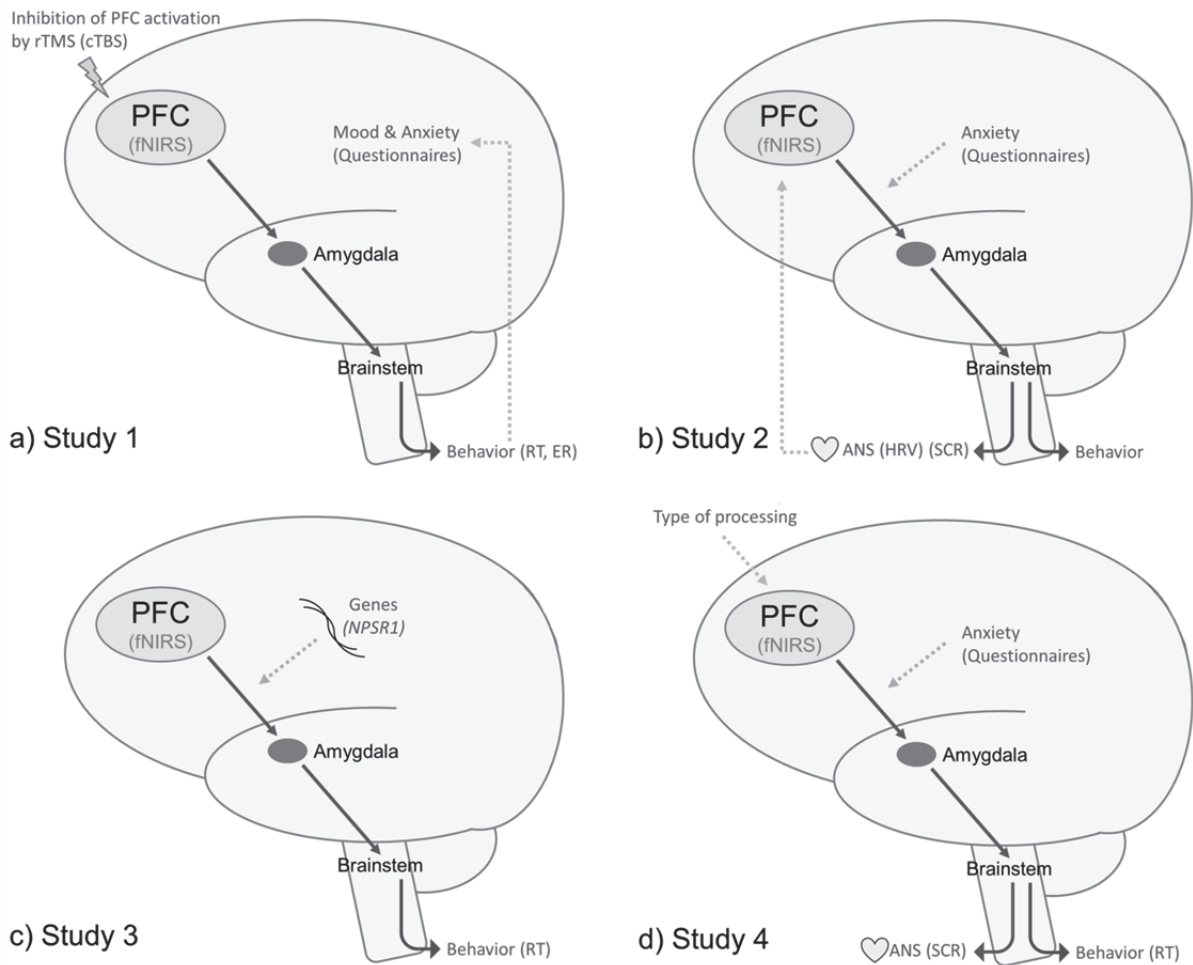 Inhibition of PFC activation
by rTMS (cTBS)
PFC
(fNIRS)
Mood & Anxiety
(Questionnaires)
Amygdala
Brainstem
Behavior (RT, ER)
a) Study 1
PFC
(fNIRS)
Anxiety
(Questionnaires)
Amygdala
Brainstem
ANS (HRV) (SCR)
Behavior
b) Study 2
PFC
(fNIRS)
Genes
(NPSR1)
Amygdala
Brainstem
Behavior (RT)
c) Study 3
Type of processing
PFC
(fNIRS)
Anxiety
(Questionnaires)
Amygdala
Brainstem
ANS (SCR)
Behavior (RT)
d) Study 4